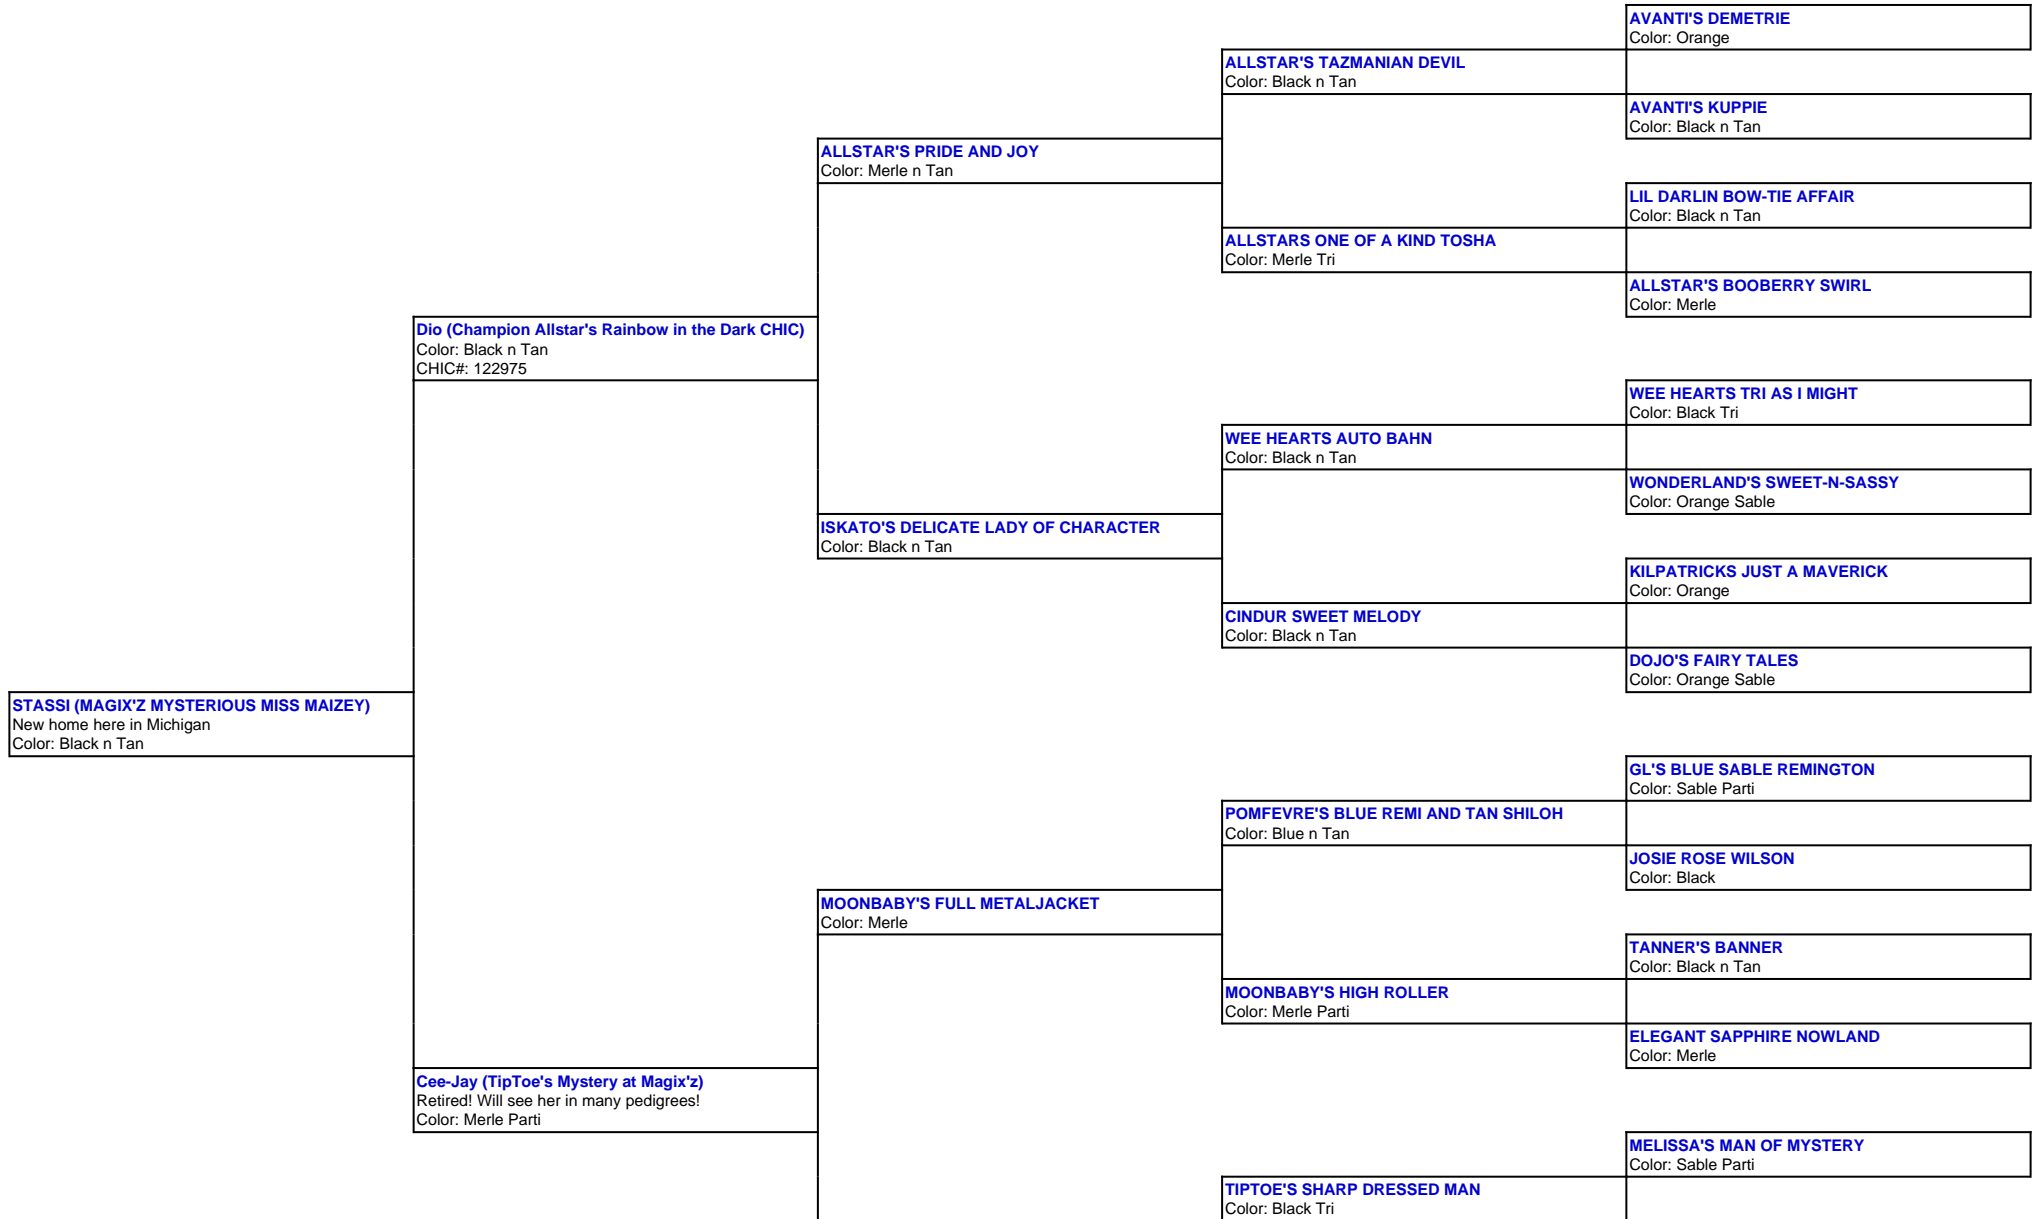 AVANTI'S DEMETRIE
Color: Orange
ALLSTAR'S TAZMANIAN DEVIL
Color: Black n Tan
AVANTI'S KUPPIE
Color: Black n Tan
ALLSTAR'S PRIDE AND JOY
Color: Merle n Tan
LIL DARLIN BOW-TIE AFFAIR
Color: Black n Tan
ALLSTARS ONE OF A KIND TOSHA
Color: Merle Tri
ALLSTAR'S BOOBERRY SWIRL
Color: Merle
Dio (Champion Allstar's Rainbow in the Dark CHIC)
Color: Black n Tan
CHIC#: 122975
WEE HEARTS TRI AS I MIGHT
Color: Black Tri
WEE HEARTS AUTO BAHN
Color: Black n Tan
WONDERLAND'S SWEET-N-SASSY
Color: Orange Sable
ISKATO'S DELICATE LADY OF CHARACTER
Color: Black n Tan
KILPATRICKS JUST A MAVERICK
Color: Orange
CINDUR SWEET MELODY
Color: Black n Tan
DOJO'S FAIRY TALES
Color: Orange Sable
STASSI (MAGIX'Z MYSTERIOUS MISS MAIZEY)
New home here in Michigan
Color: Black n Tan
GL'S BLUE SABLE REMINGTON
Color: Sable Parti
POMFEVRE'S BLUE REMI AND TAN SHILOH
Color: Blue n Tan
JOSIE ROSE WILSON
Color: Black
MOONBABY'S FULL METALJACKET
Color: Merle
TANNER'S BANNER
Color: Black n Tan
MOONBABY'S HIGH ROLLER
Color: Merle Parti
ELEGANT SAPPHIRE NOWLAND
Color: Merle
Cee-Jay (TipToe's Mystery at Magix'z)
Retired! Will see her in many pedigrees!
Color: Merle Parti
MELISSA'S MAN OF MYSTERY
Color: Sable Parti
TIPTOE'S SHARP DRESSED MAN
Color: Black Tri